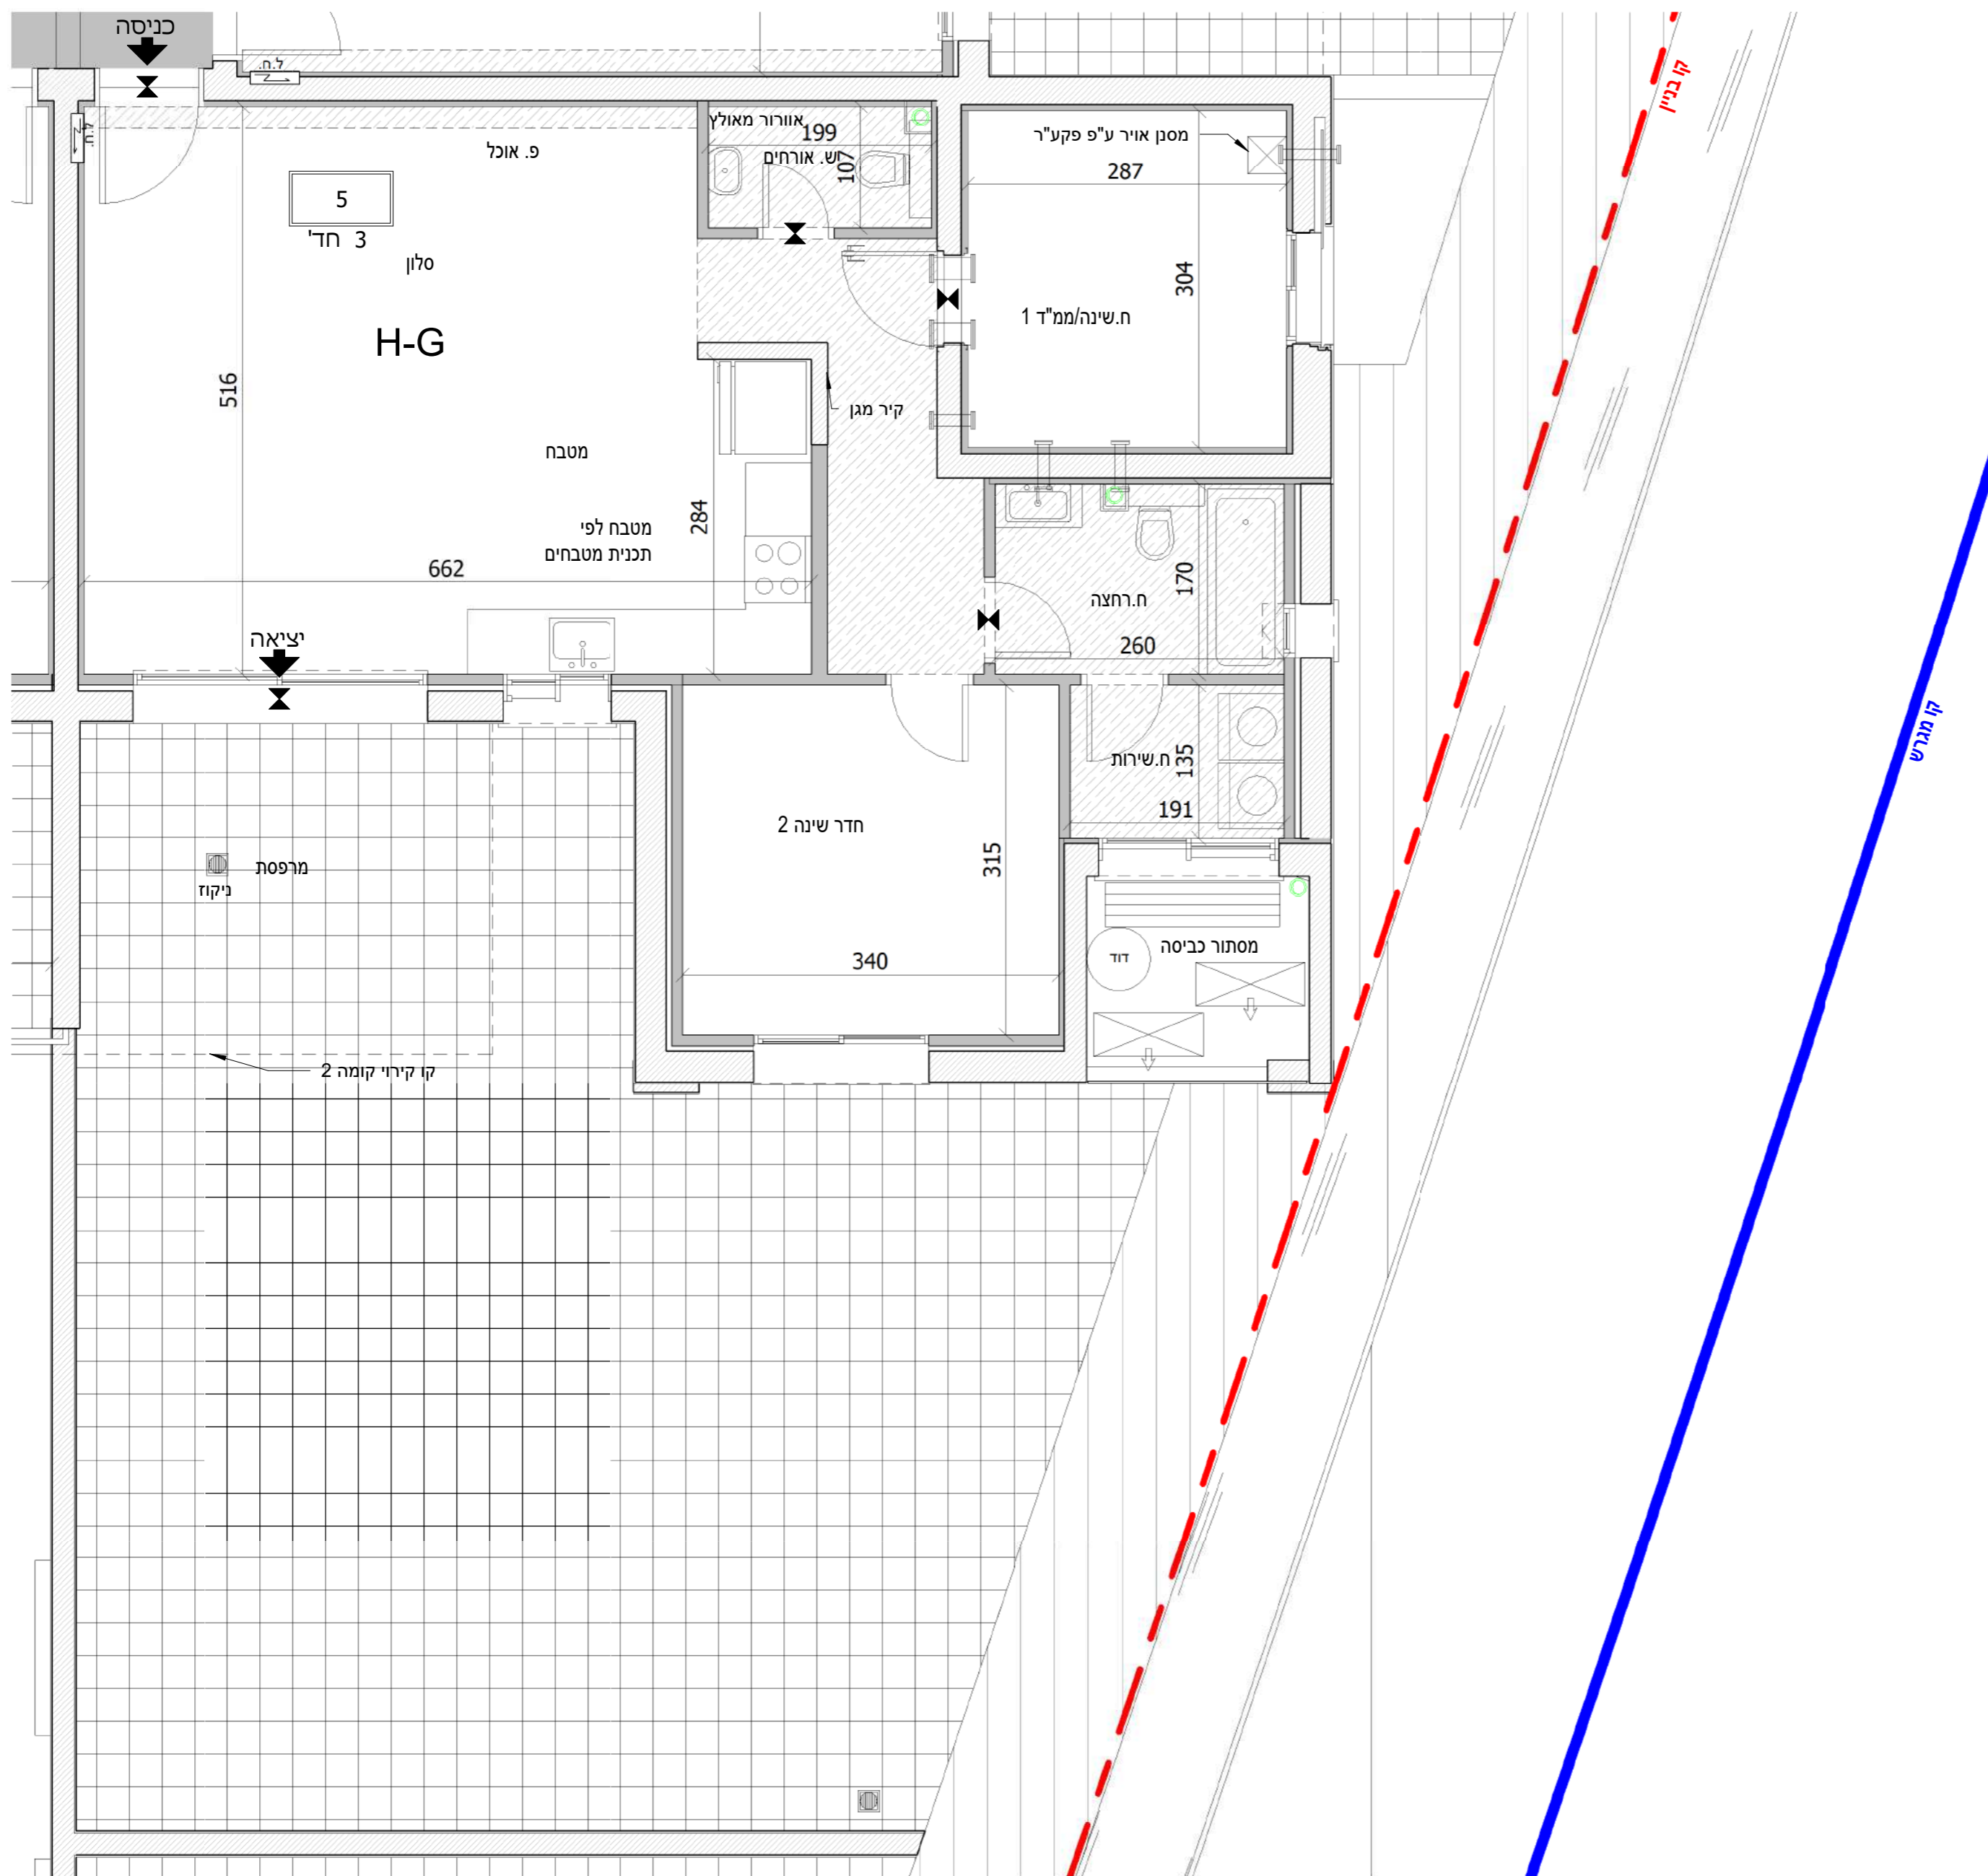 כניסה
קו בניין
ל.ח.
ל.ח.
אוורור מאולץ
199
מסנן אויר ע"פ פקע"ר
פ. אוכל
ש. אורחים
107
287
5
3 חד'
סלון
304
ח.שינה/ממ"ד 1
H-G
516
קיר מגן
מטבח
284
מטבח לפי
תכנית מטבחים
662
170
ח.רחצה
יציאה
260
קו מגרש
ח.שירות
135
191
חדר שינה 2
315
מרפסת
ניקוז
מסתור כביסה
דוד
340
קו קירוי קומה 2